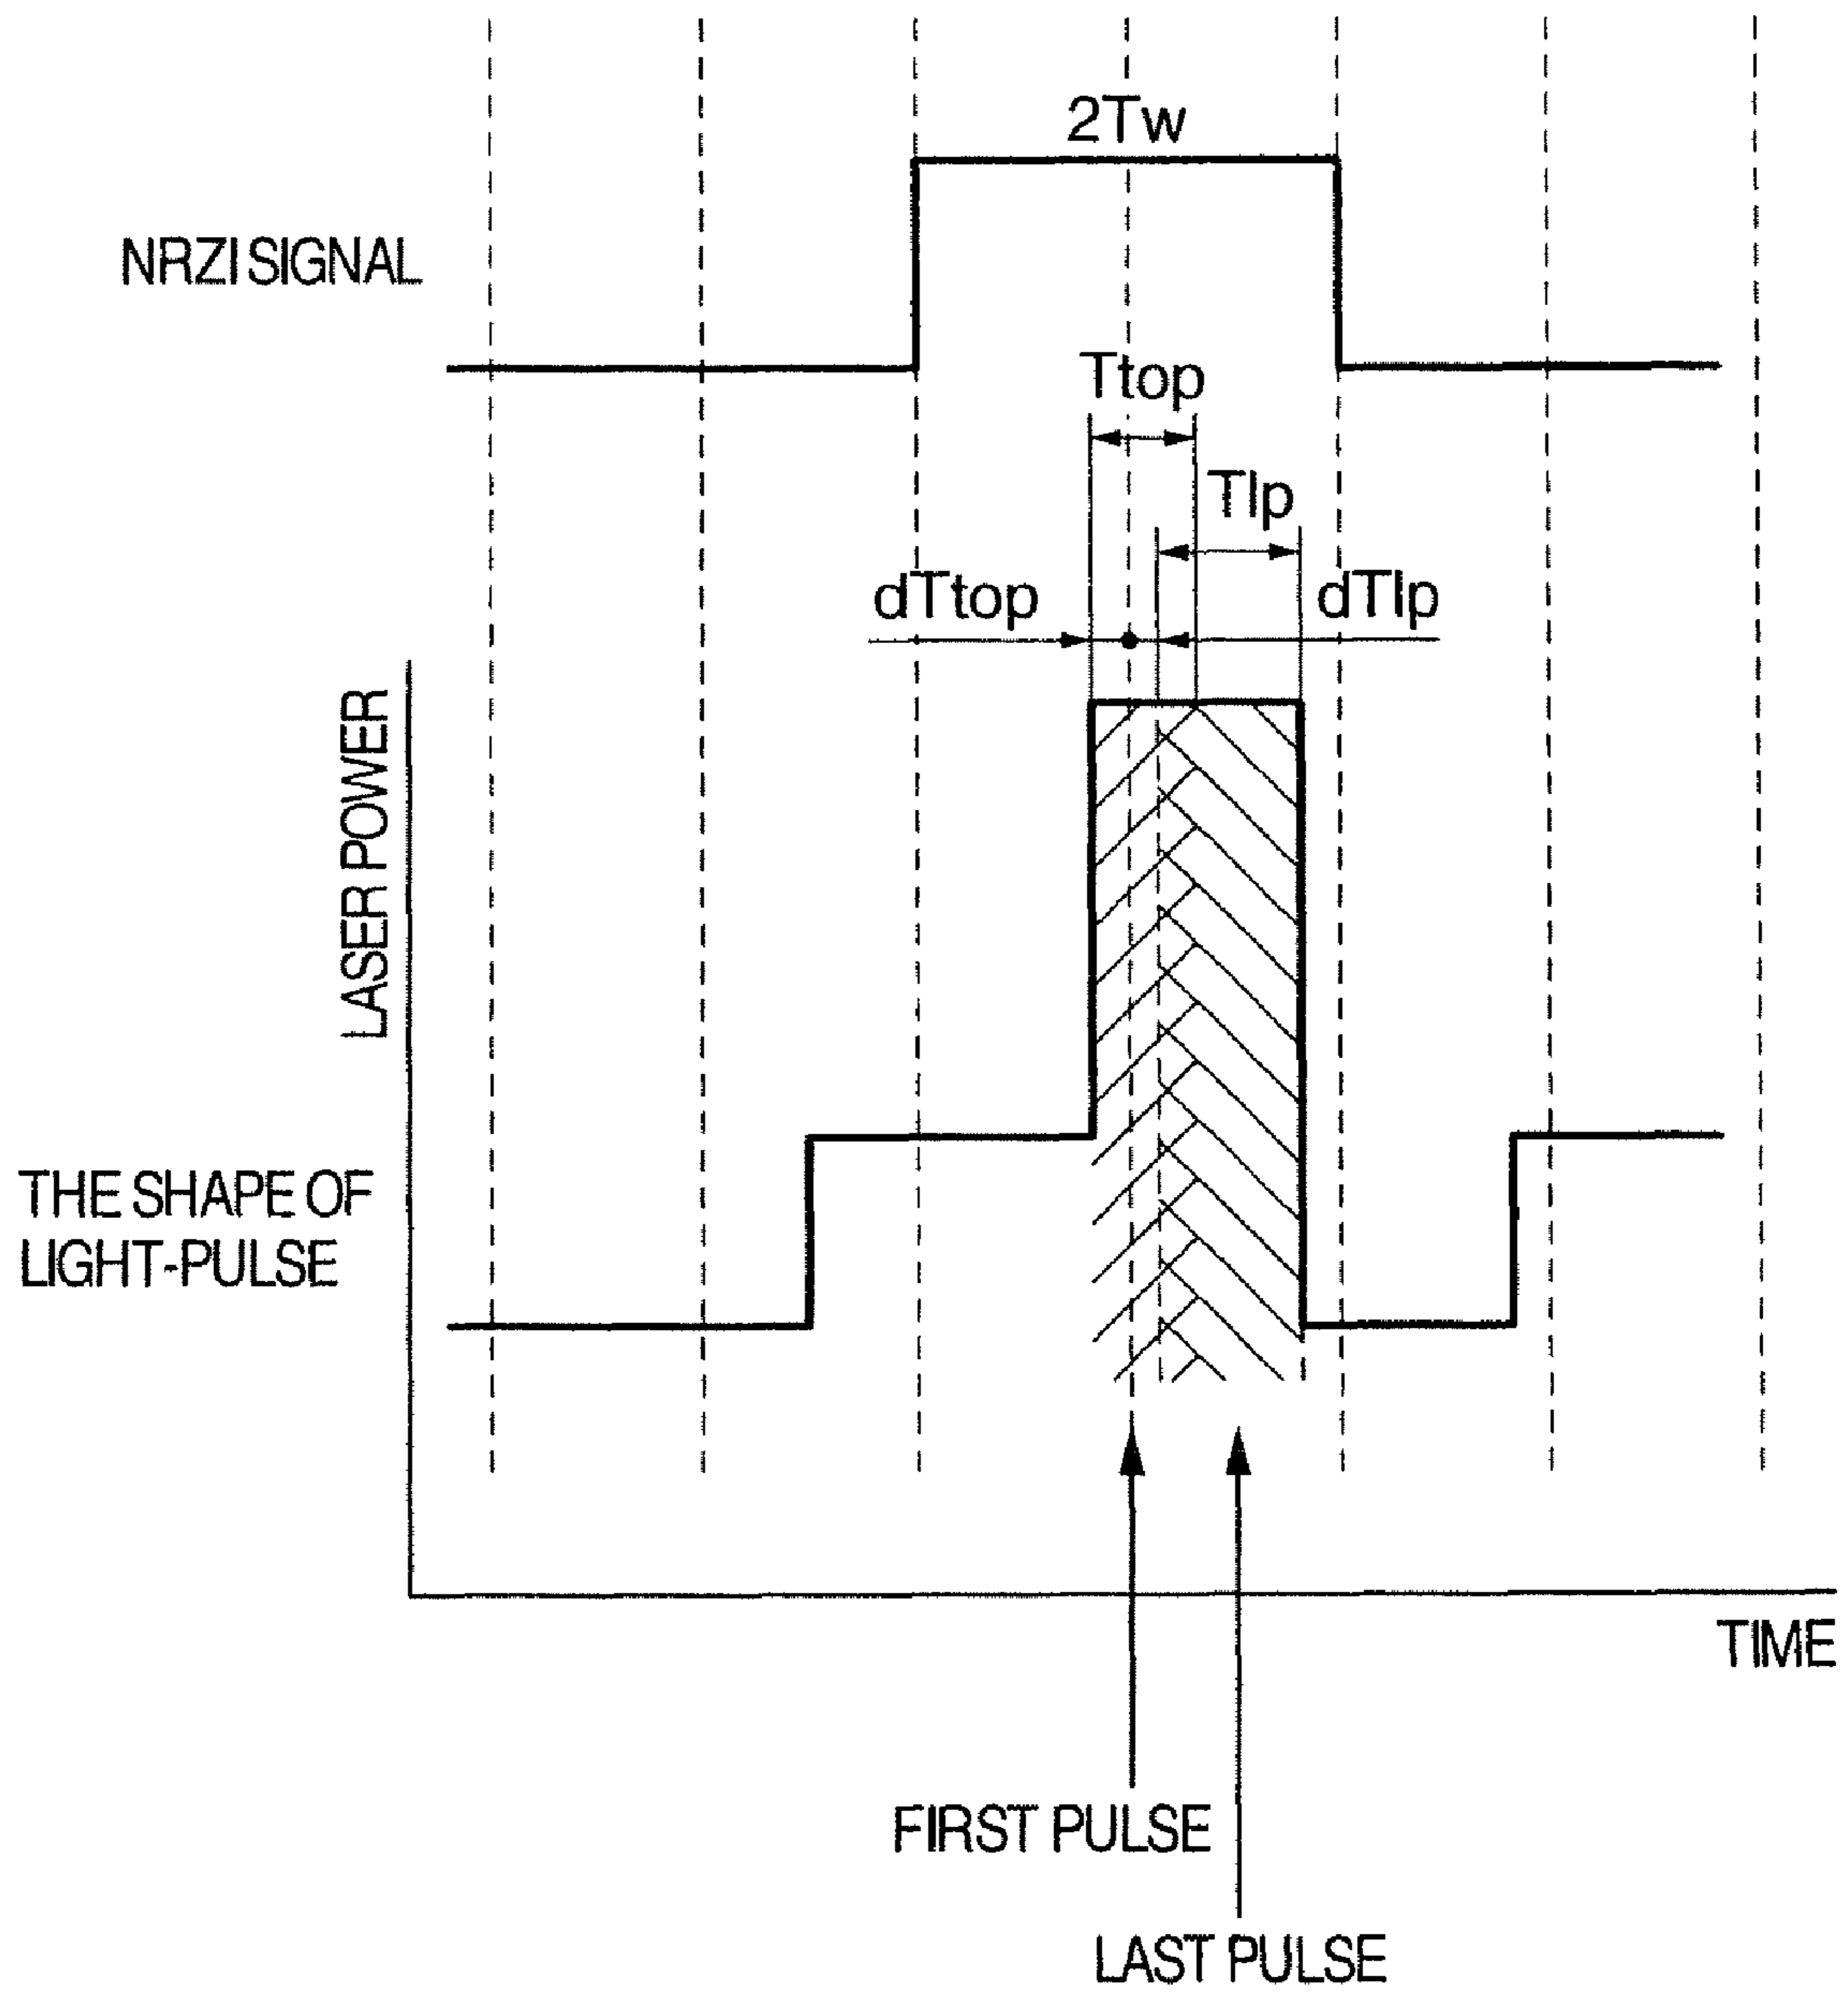 2Tw
NRZI SIGNAL
Ttop
Tlp
dTtop
dTlp
LASER POWER
THE SHAPE OF
LIGHT-PULSE
TIME
FIRST PULSE
LAST PULSE